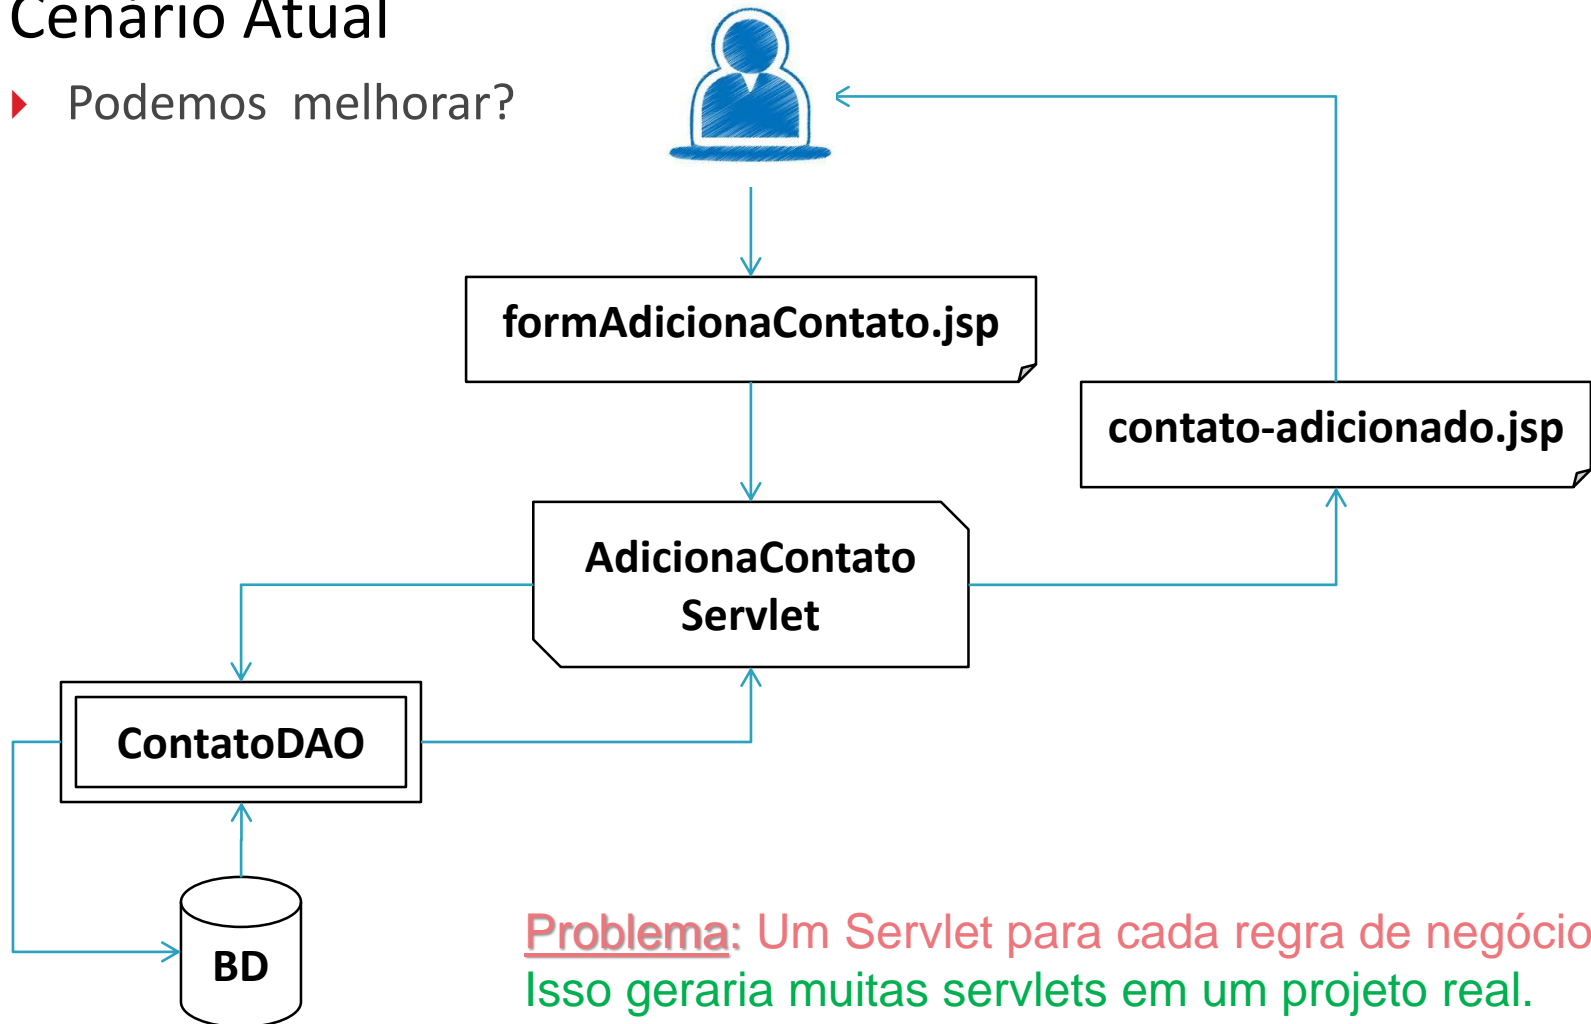 Cenário Atual
Podemos melhorar?
formAdicionaContato.jsp
contato-adicionado.jsp
AdicionaContato
Servlet
ContatoDAO
BD
Problema: Um Servlet para cada regra de negócio
Isso geraria muitas servlets em um projeto real.